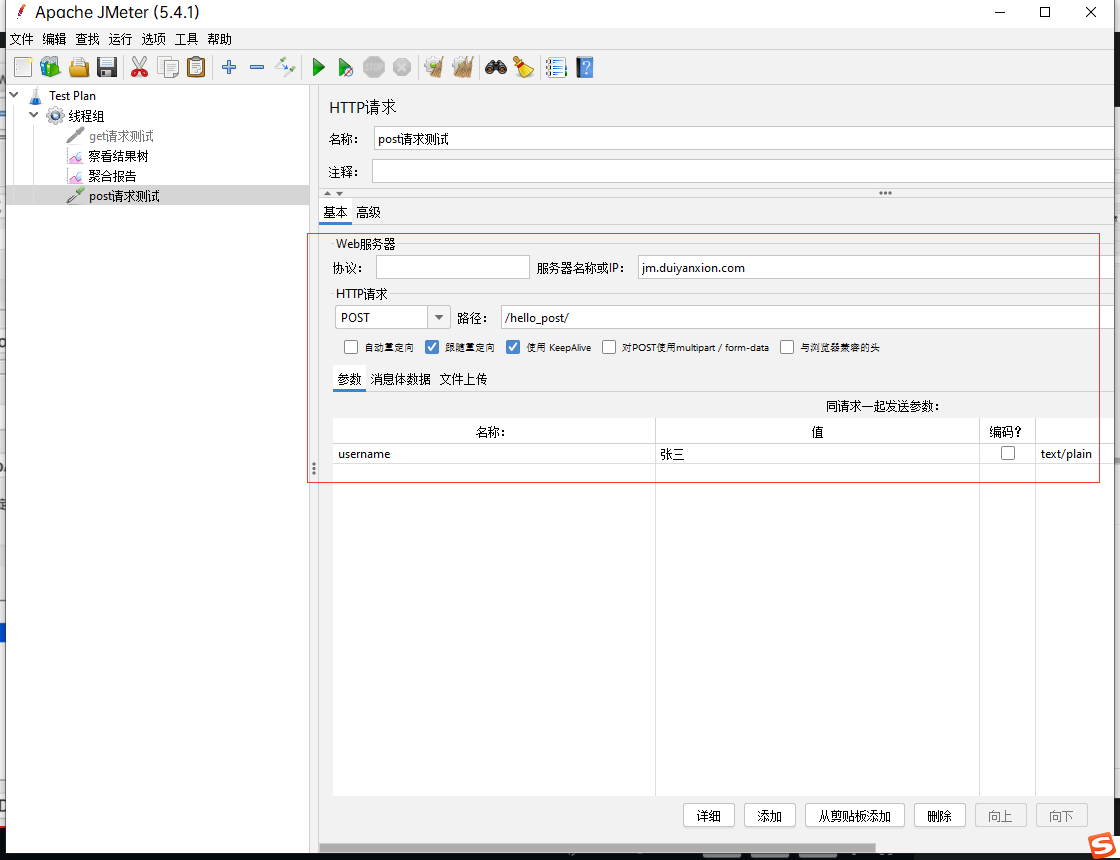 Apache JMeter (5.4.1)
文件 编辑 查找 运行 选项 工具 帮助
Test Plan
线程组
get请求测试
察看结果树
聚合报告
post请求测试
HTTP请求
名称： post请求测试
注释：
基本 高级
Web服务器
协议： 服务器名称或IP： jm.duiyanxion.com
HTTP请求
POST 路径： /hello_post/
自动重定向 跟随重定向 使用 KeepAlive 对POST使用multipart / form-data 与浏览器兼容的头
参数 消息体数据 文件上传
同请求一起发送参数：
名称： 值 编码？
username 张三 text/plain
详细 添加 从剪贴板添加 删除 向上 向下